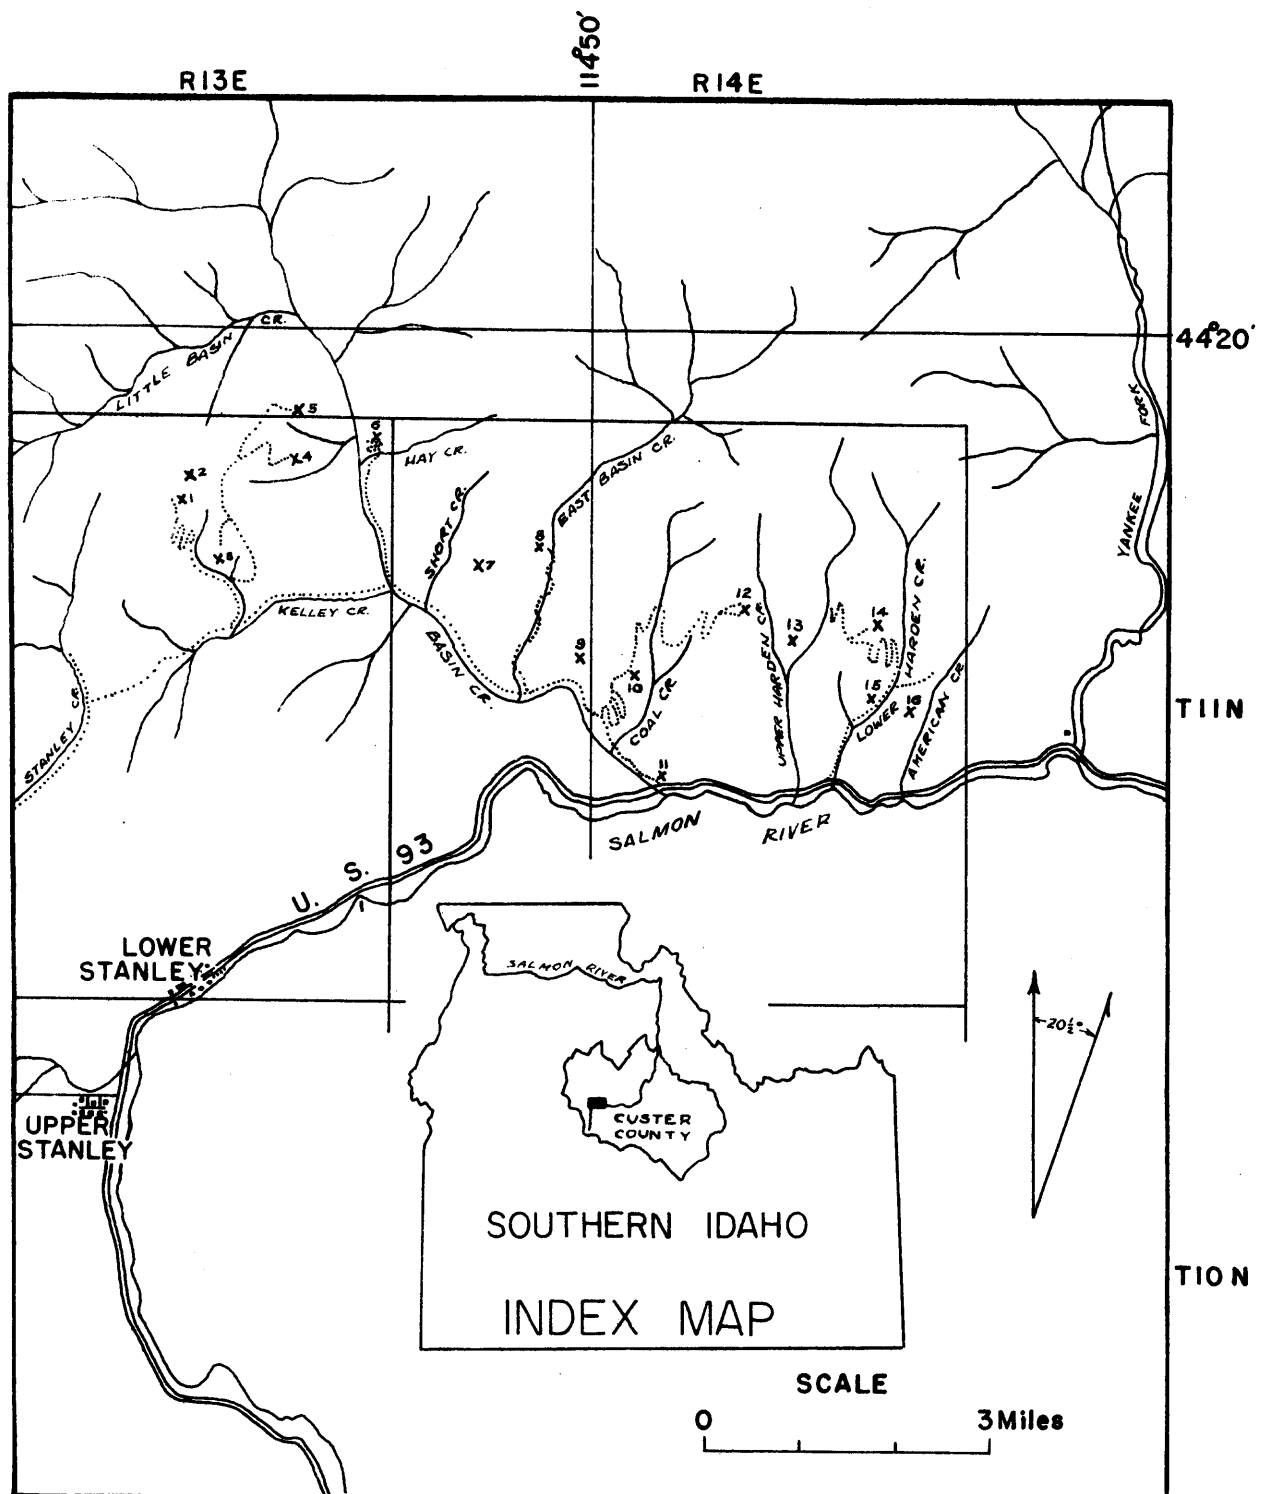 114°50'
R13E
R14E
44°20'
CR.
BASIN
LITTLE
x5
x4
HAY CR.
x2
x1
EAST BASIN CR.
SHORT CR.
x8
x7
YANKEE FORK
KELLEY CR.
BASIN CR.
x9
10
COAL CR
12
13
UPPER HARDEN CR.
14
LOWER HARDEN CR.
15
16
AMERICAN CR.
x11
STANLEY CR.
T11N
SALMON RIVER
U. S. 93
LOWER
STANLEY
SALMON RIVER
20½°
CUSTER
COUNTY
UPPER
STANLEY
SOUTHERN IDAHO
INDEX MAP
T10N
SCALE
0 3 Miles